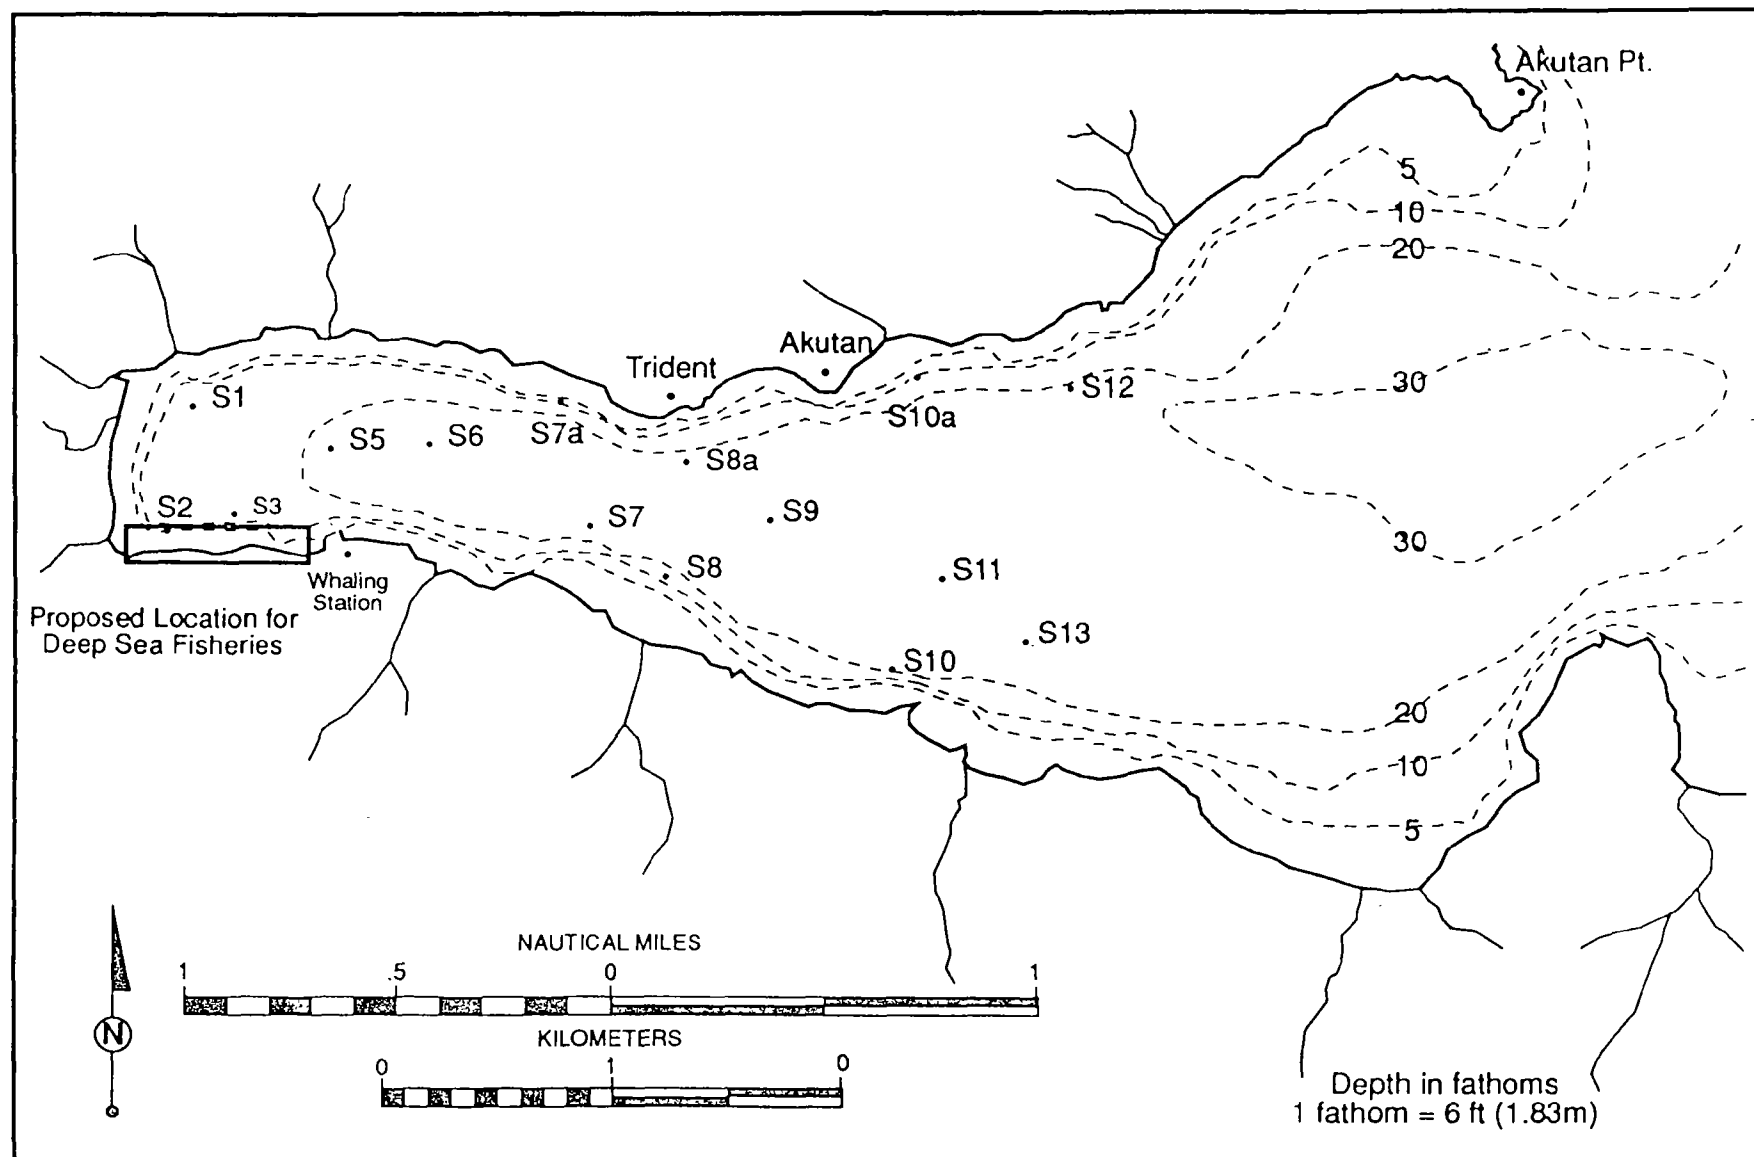 Akutan Pt.
5
10
20
Akutan
Trident
30
S1
S12
S10a
S5
S6
S7a
S8a
S2
S3
S7
S9
30
S8
S11
Whaling
Station
Proposed Location for
Deep Sea Fisheries
S13
S10
20
10
5
NAUTICAL MILES
1 .5 0 1
N
KILOMETERS
0 1 0
Depth in fathoms
1 fathom = 6 ft (1.83m)